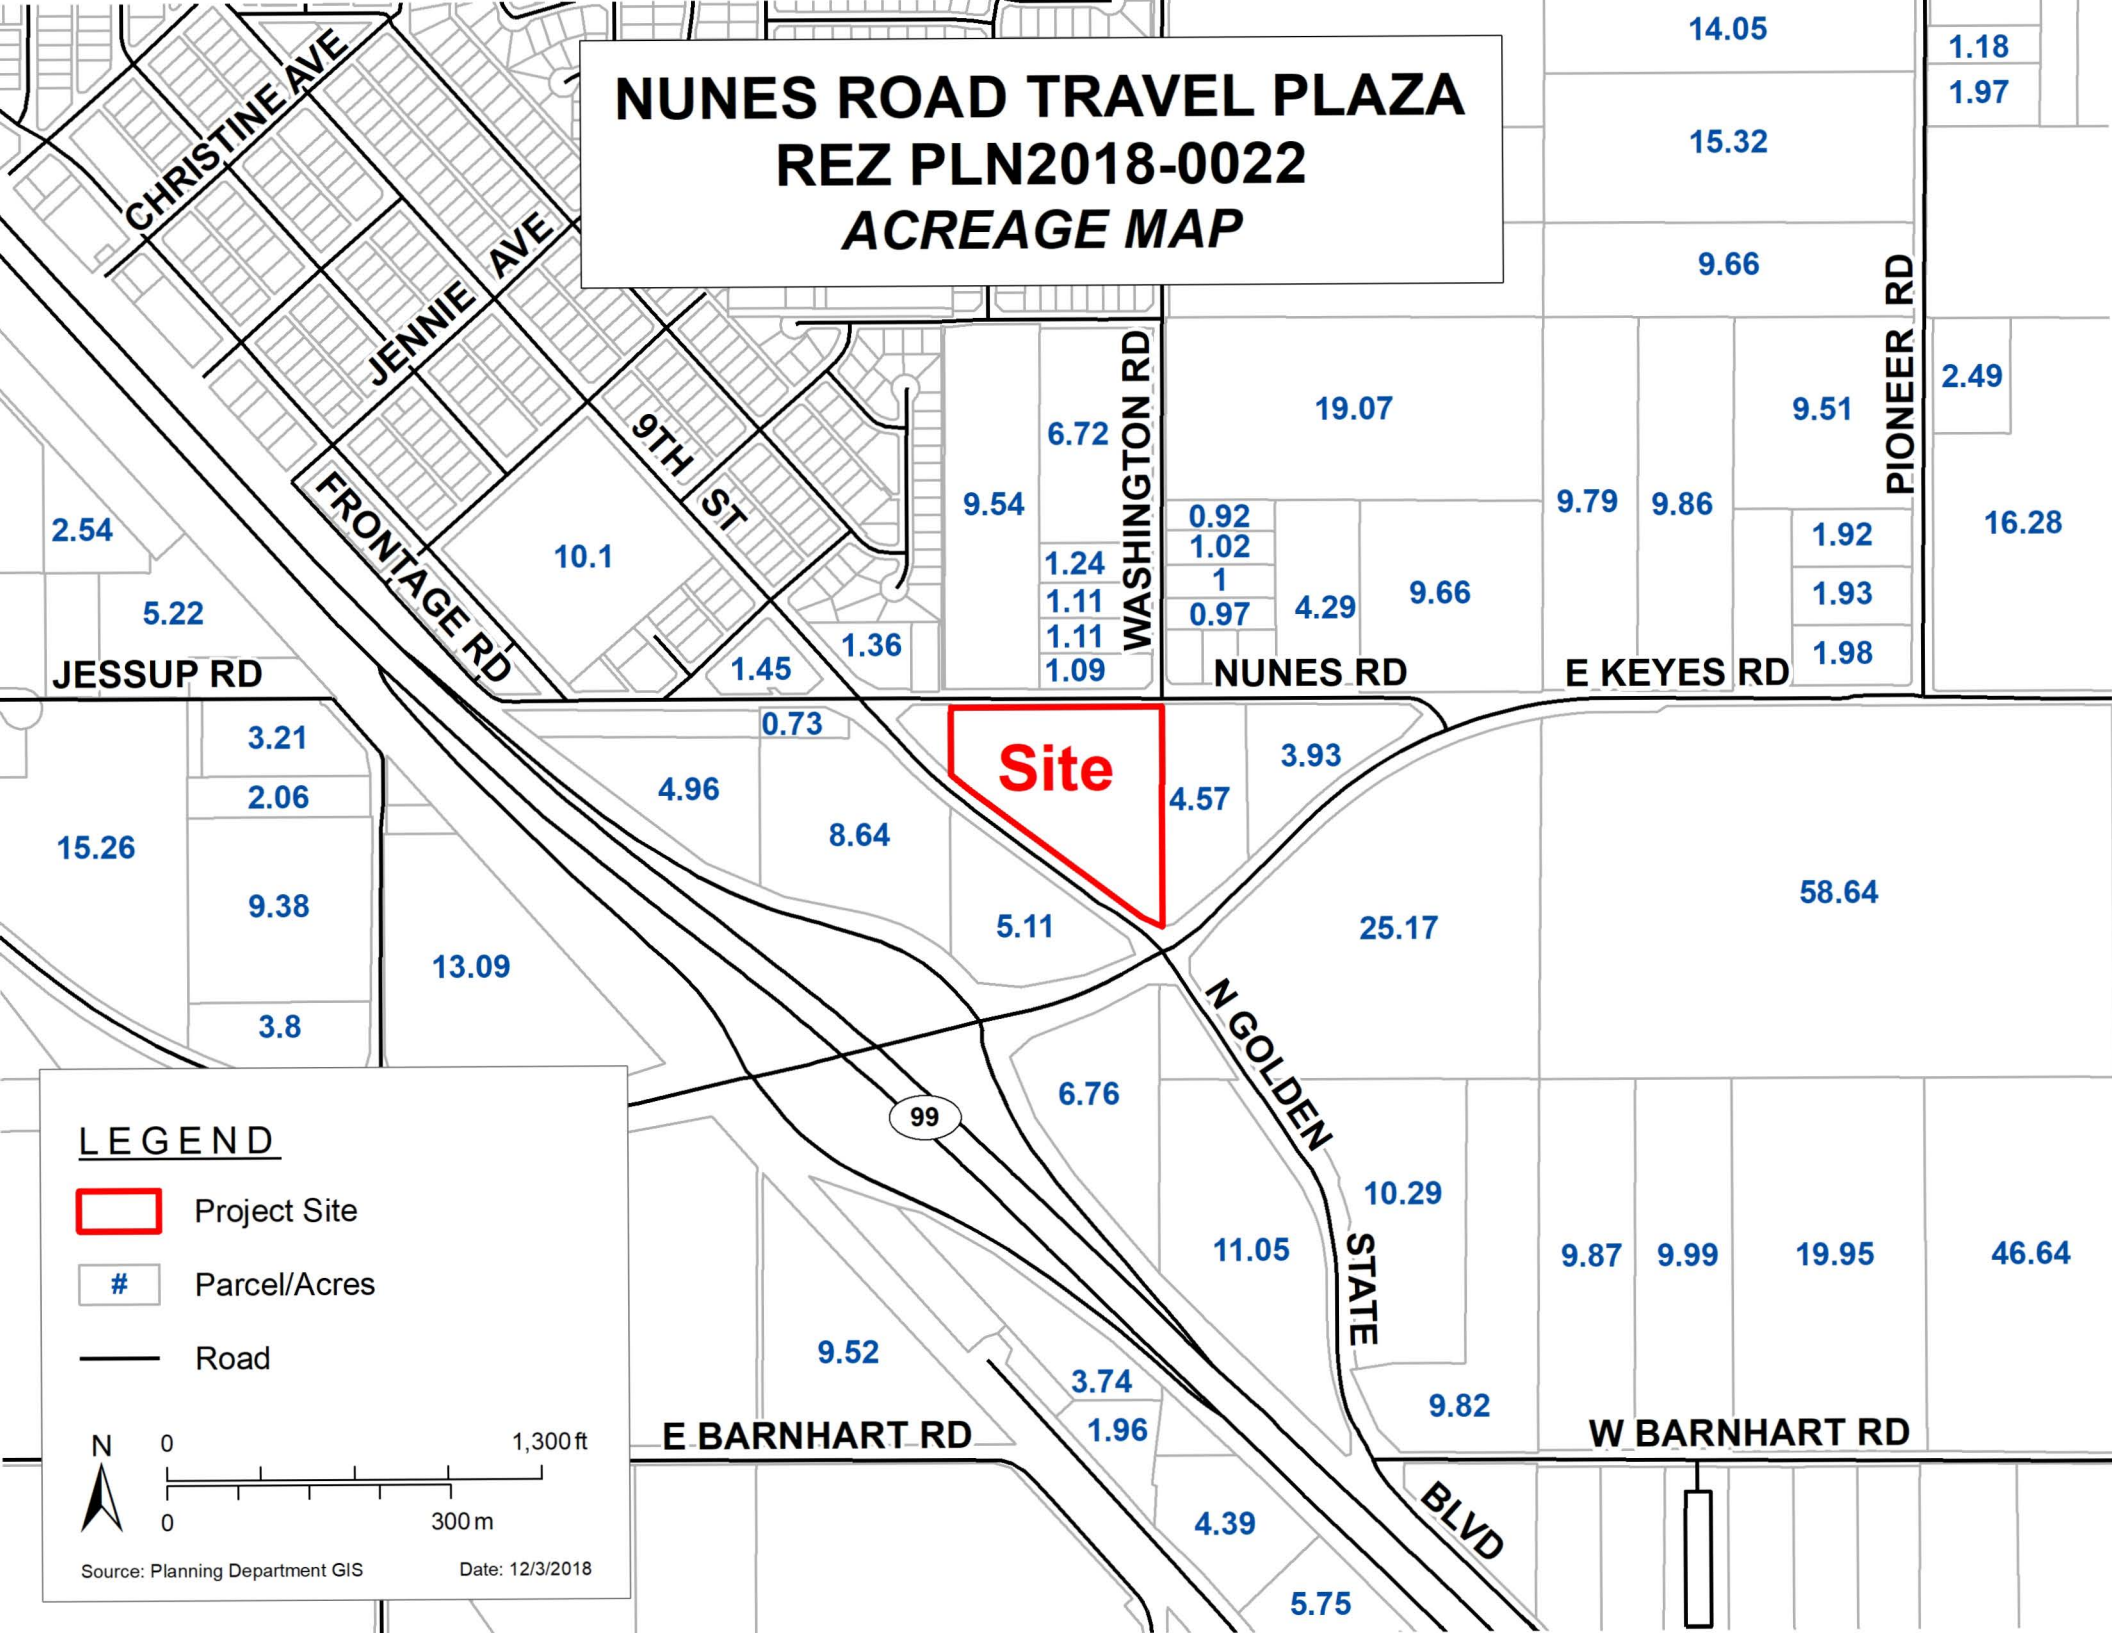 NUNES ROAD TRAVEL PLAZA
REZ PLN2018-0022
ACREAGE MAP
CHRISTINE AVE
JENNIE AVE
9TH ST
FRONTAGE RD
WASHINGTON RD
PIONEER RD
14.05
1.18
1.97
15.32
9.66
2.49
19.07
9.51
6.72
9.54
9.79
9.86
16.28
0.92
1.02
1
0.97
4.29
9.66
1.92
1.93
1.98
1.24
1.11
1.11
1.09
2.54
10.1
5.22
1.36
1.45
JESSUP RD
NUNES RD
E KEYES RD
0.73
3.21
2.06
15.26
9.38
3.8
13.09
4.96
8.64
Site
4.57
3.93
5.11
25.17
58.64
6.76
N GOLDEN STATE BLVD
99
10.29
11.05
9.87
9.99
19.95
46.64
9.52
3.74
1.96
9.82
E BARNHART RD
W BARNHART RD
4.39
5.75
LEGEND
Project Site
# Parcel/Acres
Road
N
0 1,300 ft
0 300 m
Source: Planning Department GIS Date: 12/3/2018